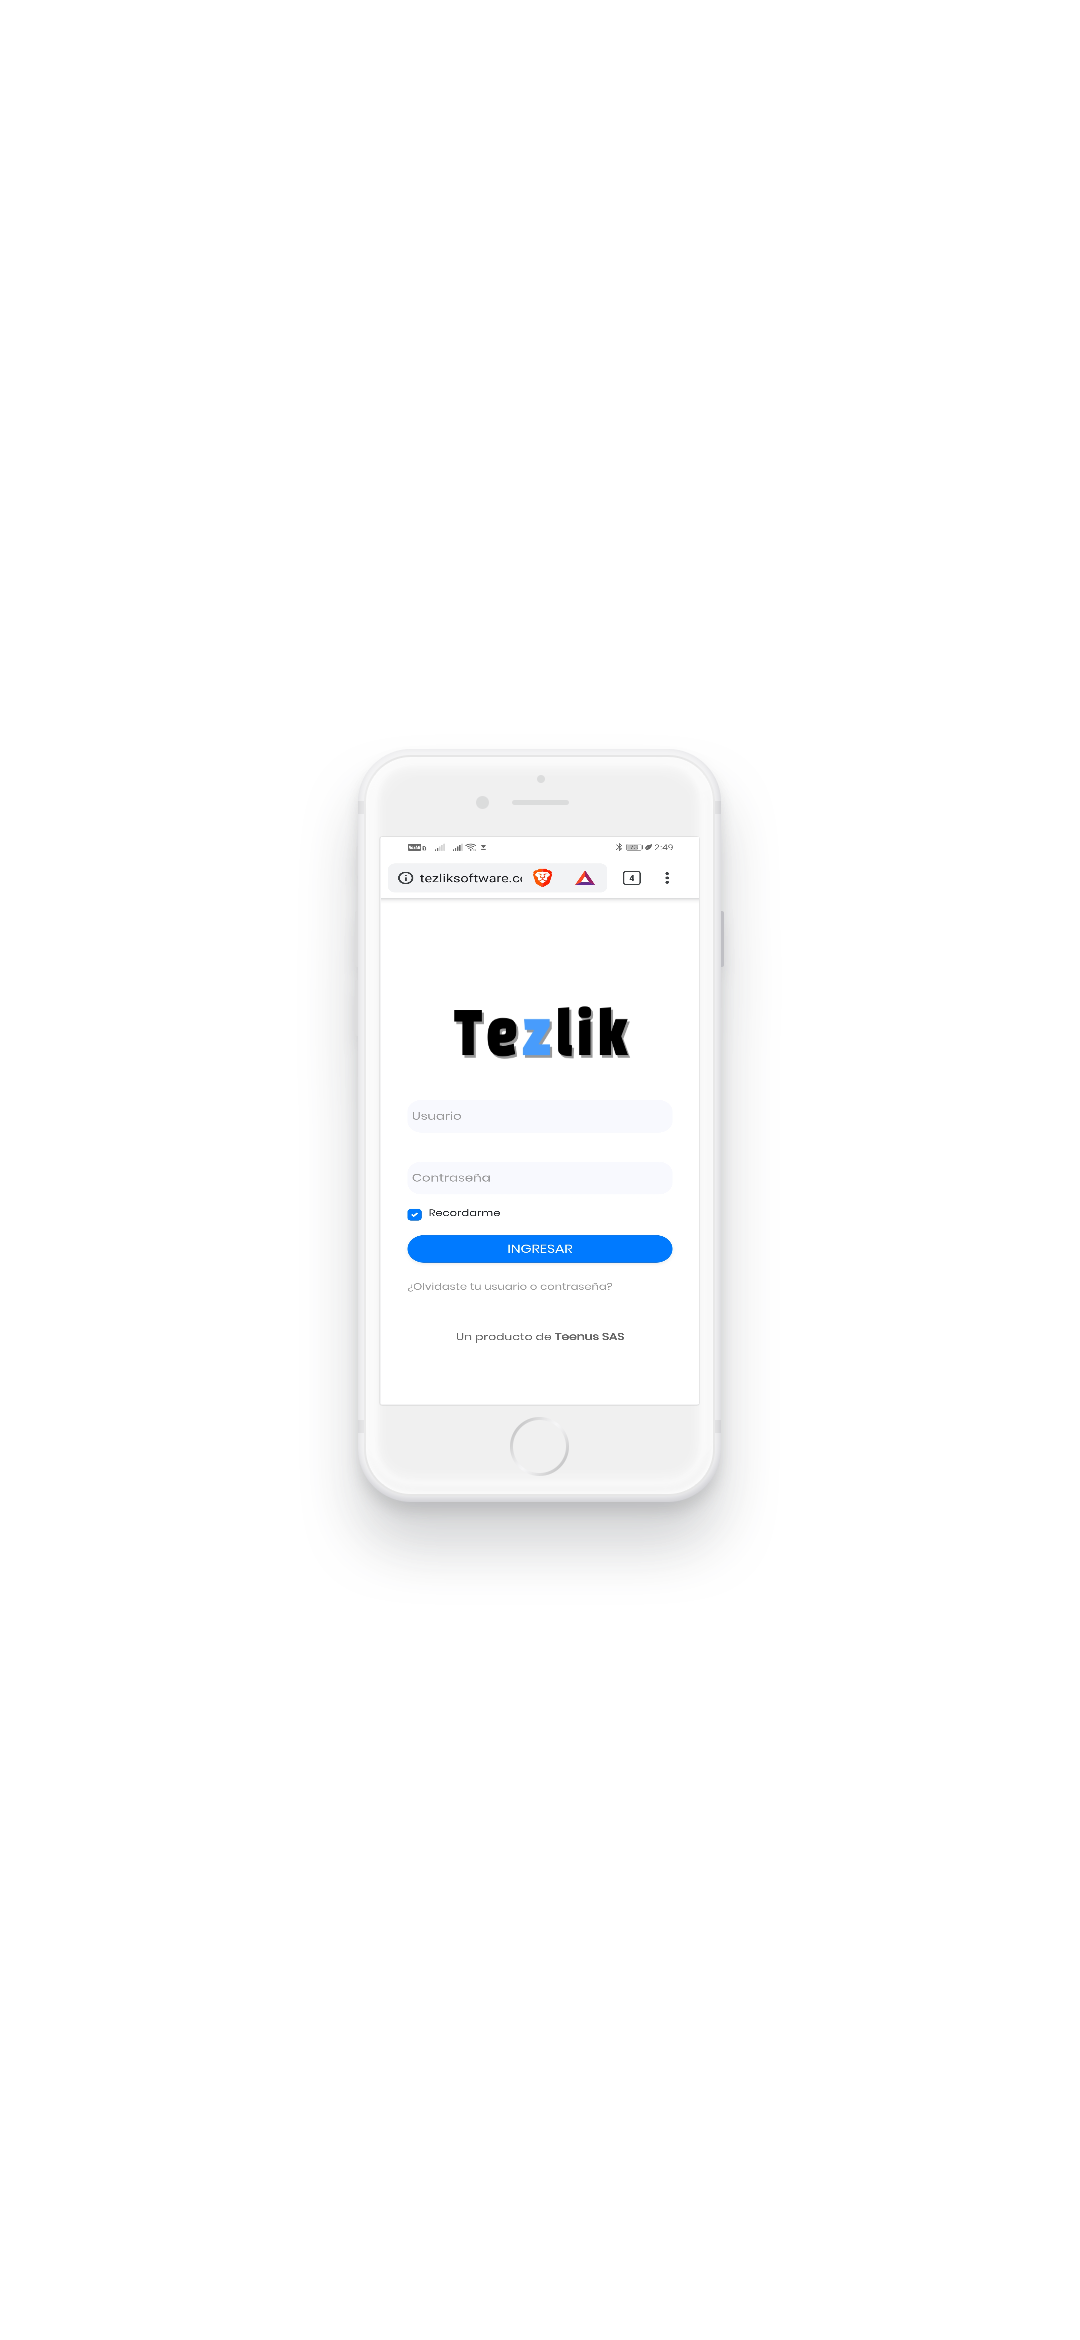 2:49
tezliksoftware.c
4
Tezlik
Usuario
Contraseña
Recordarme
INGRESAR
¿Olvidaste tu usuario o contraseña?
Un producto de Teenus SAS